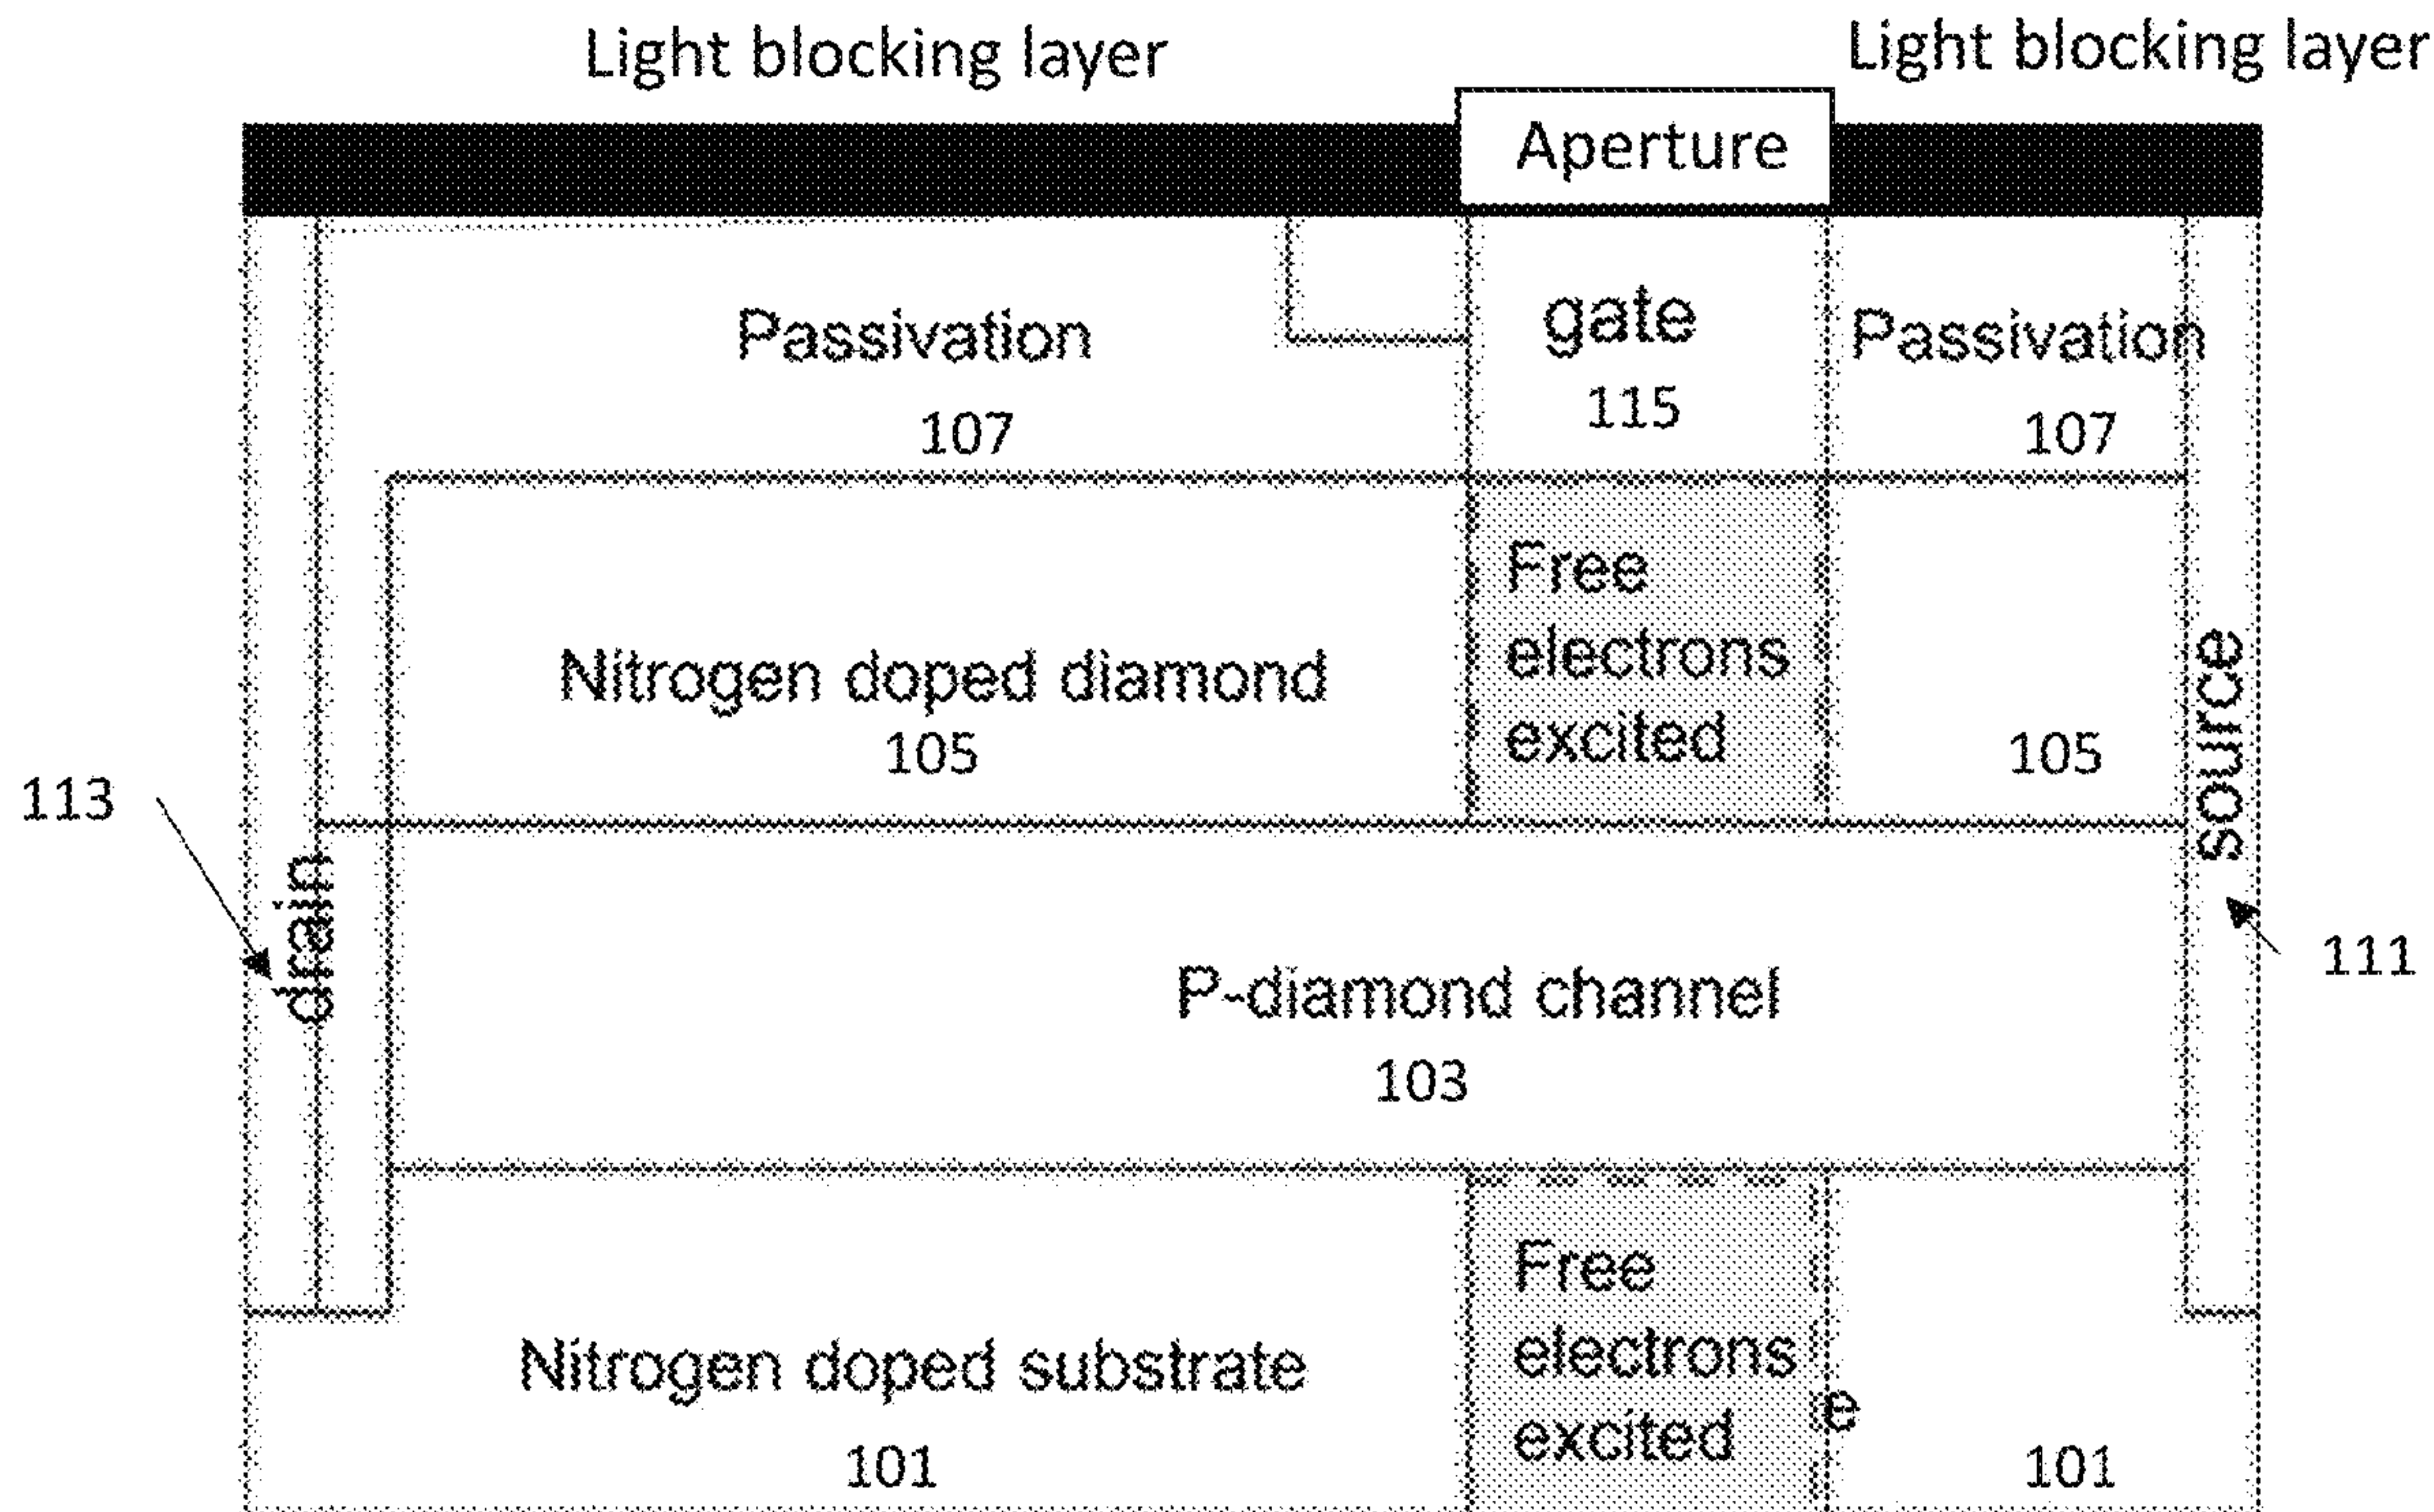 Light blocking layer
Light blocking layer
Aperture
Passivation
107
gate
115
Passivation
107
Nitrogen doped diamond
105
Free
electrons
excited
105
source
113
drain
111
P-diamond channel
103
Nitrogen doped substrate
101
Free
electrons
excited
e
101